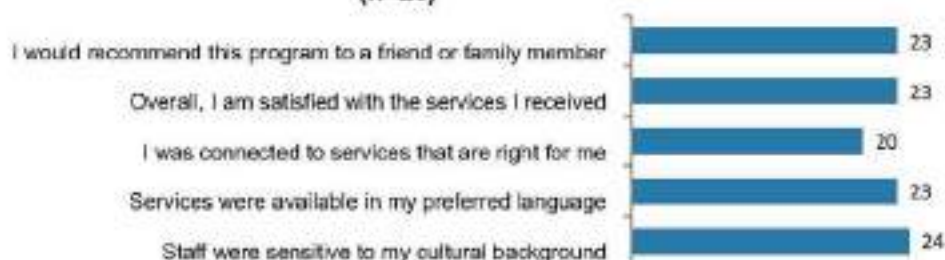 I would recommend this program to a friend or family member 23
Overall, I am satisfied with the services I received 23
I was connected to services that are right for me 20
Services were available in my preferred language 23
Staff were sensitive to my cultural background 24